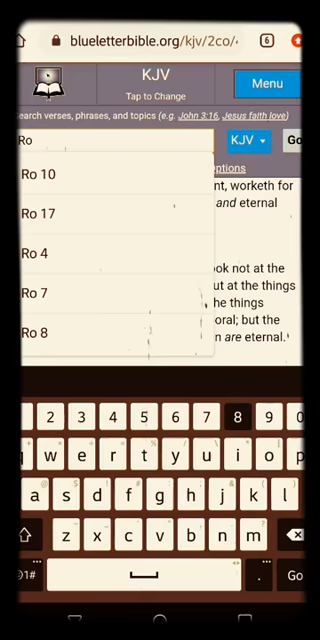 blueletterbible.org/kjv/2co/
6
KJV
Tap to Change
Menu
earch verses, phrases, and topics (e.g. John 3:16, Jesus faith love)
Ro
KJV
Go
ptions
Ro 10
nt, worketh for
and eternal
Ro 17
Ro 4
ook not at the
ut at the things
Ro 7
he things
oral; but the
Ro 8
n are eternal.
2 3 4 5 6 7 8 9 0
q w e r t y u i o p
a s d f g h j k l
z x c v b n m
1# . Go